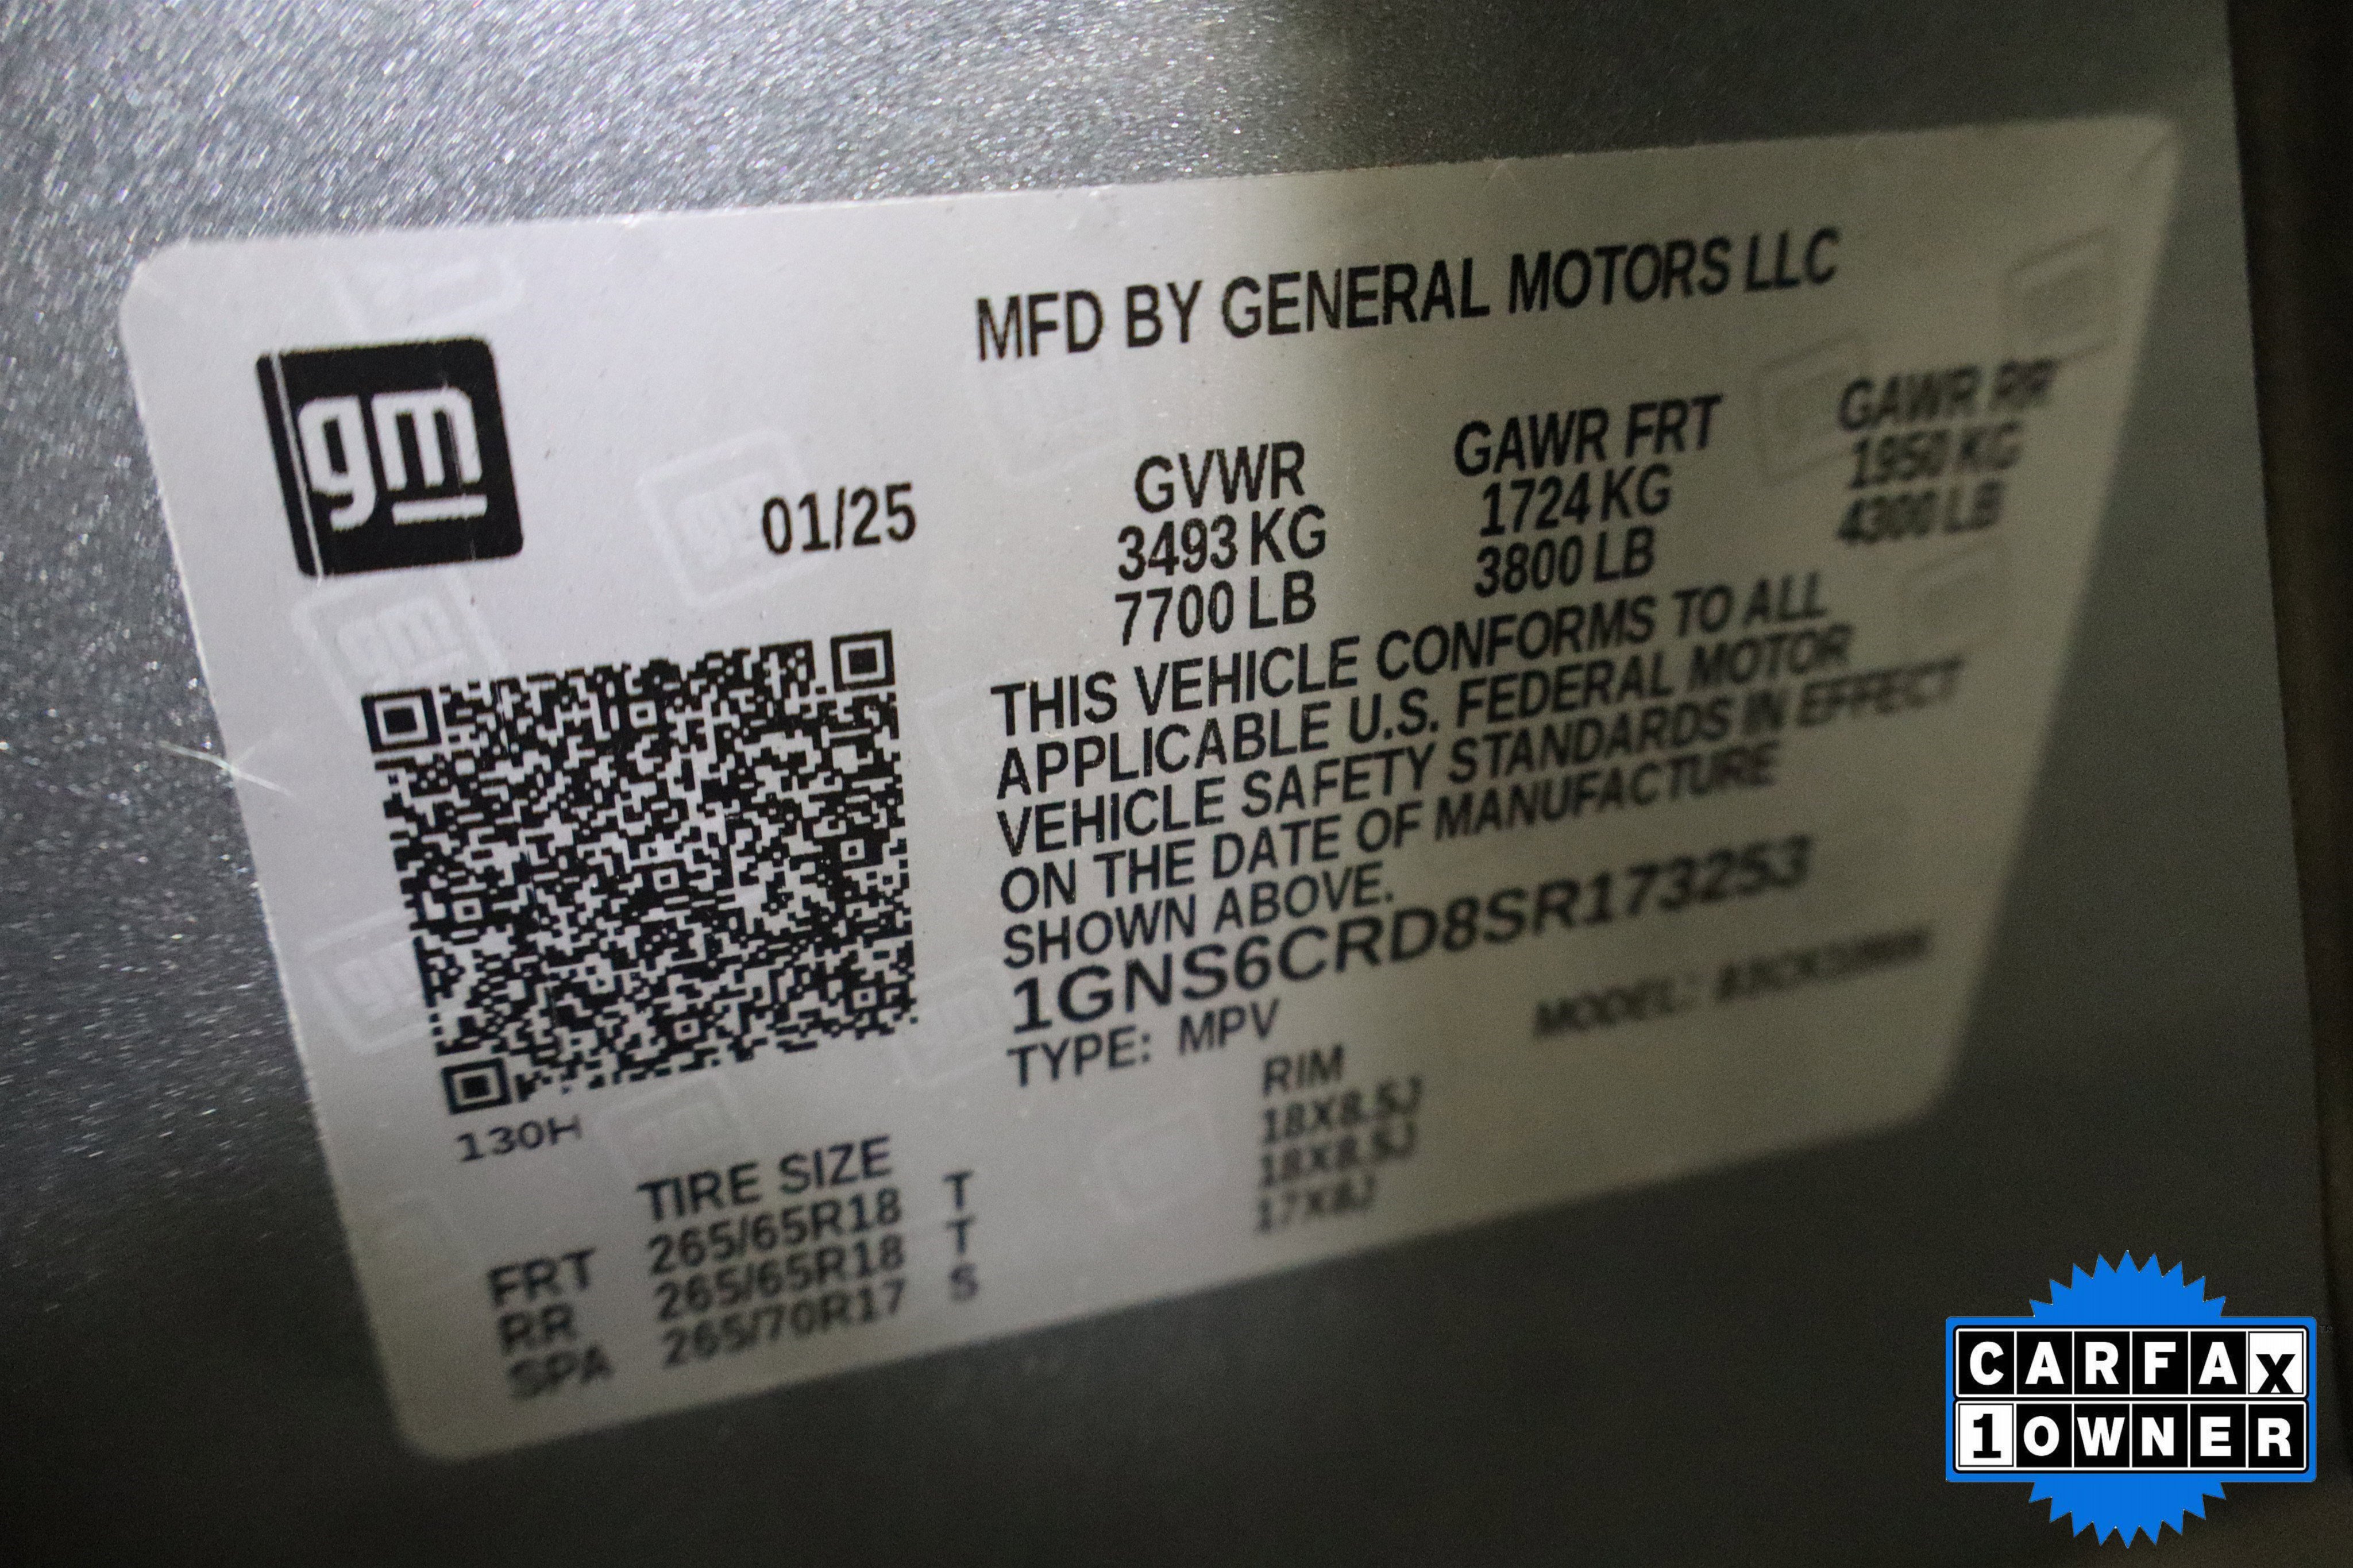 MFD BY GENERAL MOTORS LLC
gm
01/25
GVWR GAWR FRT GAWR RR
3493 KG 1724 KG 1950 KG
7700 LB 3800 LB 4300 LB
THIS VEHICLE CONFORMS TO ALL
APPLICABLE U.S. FEDERAL MOTOR
VEHICLE SAFETY STANDARDS IN EFFECT
ON THE DATE OF MANUFACTURE
SHOWN ABOVE.
1GNS6CRD8SR173253
TYPE: MPV MODEL:
130H
TIRE SIZE RIM
FRT 265/65R18 T 18X8.5J
RR 265/65R18 T 18X8.5J
SPA 265/70R17 S 17X8J
CARFAX
1 OWNER